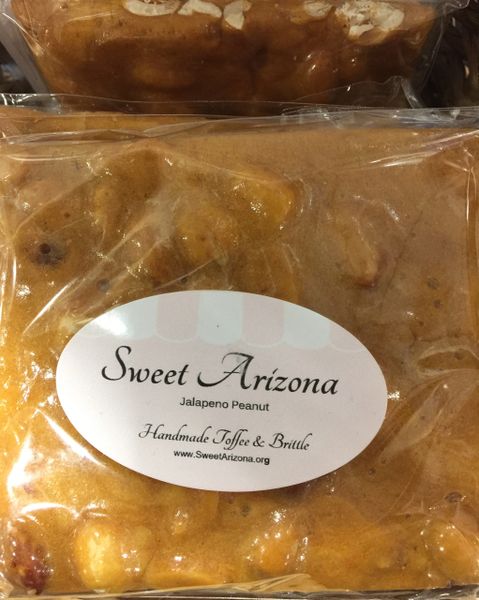 Sweet Arizona
Jalapeno Peanut
Handmade Toffee & Brittle
www.SweetArizona.org